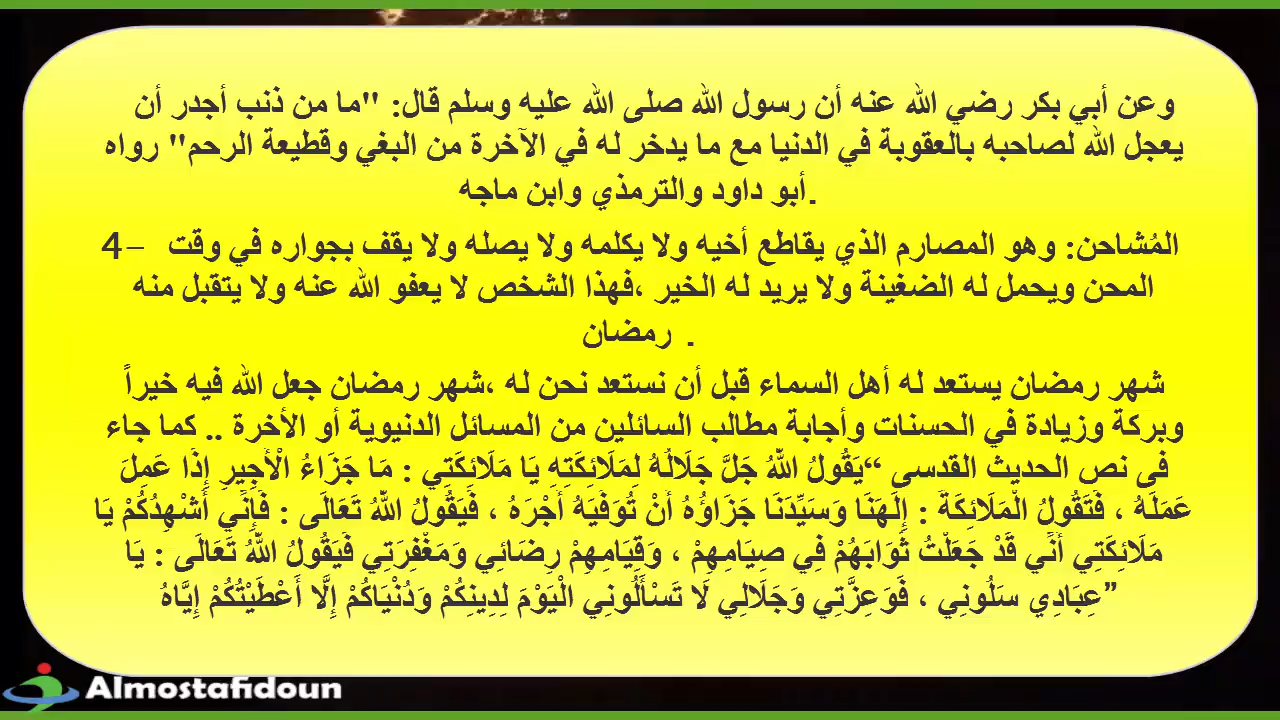 وعن أبي بكر رضي الله عنه أن رسول الله صلى الله عليه وسلم قال: "ما من ذنب أجدر أن
يعجل الله لصاحبه بالعقوبة في الدنيا مع ما يدخر له في الآخرة من البغي وقطيعة الرحم" رواه
أبو داود والترمذي وابن ماجه.
4- المُشاحن: وهو المصارم الذي يقاطع أخيه ولا يكلمه ولا يصله ولا يقف بجواره في وقت
المحن ويحمل له الضغينة ولا يريد له الخير ،فهذا الشخص لا يعفو الله عنه ولا يتقبل منه
رمضان .
شهر رمضان يستعد له أهل السماء قبل أن نستعد نحن له ،شهر رمضان جعل الله فيه خيراً
وبركة وزيادة في الحسنات وأجابة مطالب السائلين من المسائل الدنيوية أو الأخرة .. كما جاء
فى نص الحديث القدسى “يَقُولُ اللَّهُ جَلَّ جَلَالُهُ لِمَلَائِكَتِهِ يَا مَلَائِكَتِي : مَا جَزَاءُ الْأَجِيرِ إِذَا عَمِلَ
عَمَلَهُ ، فَتَقُولُ الْمَلَائِكَةَ : إِلَهَنَا وَسَيِّدَنَا جَزَاؤُهُ أَنْ تُوَفِّيَهُ أَجْرَهُ ، فَيَقُولُ اللَّهُ تَعَالَى : فَإِنِّي أُشْهِدُكُمْ يَا
مَلَائِكَتِي أَنِّي قَدْ جَعَلْتُ ثَوَابَهُمْ فِي صِيَامِهِمْ ، وَقِيَامِهِمْ رِضَائِي وَمَغْفِرَتِي فَيَقُولُ اللَّهُ تَعَالَى : يَا
عِبَادِي سَلُونِي ، فَوَعِزَّتِي وَجَلَالِي لَا تَسْأَلُونِي الْيَوْمَ لِدِينِكُمْ وَدُنْيَاكُمْ إِلَّا أَعْطَيْتُكُمْ إِيَّاهُ”
Almostafidoun